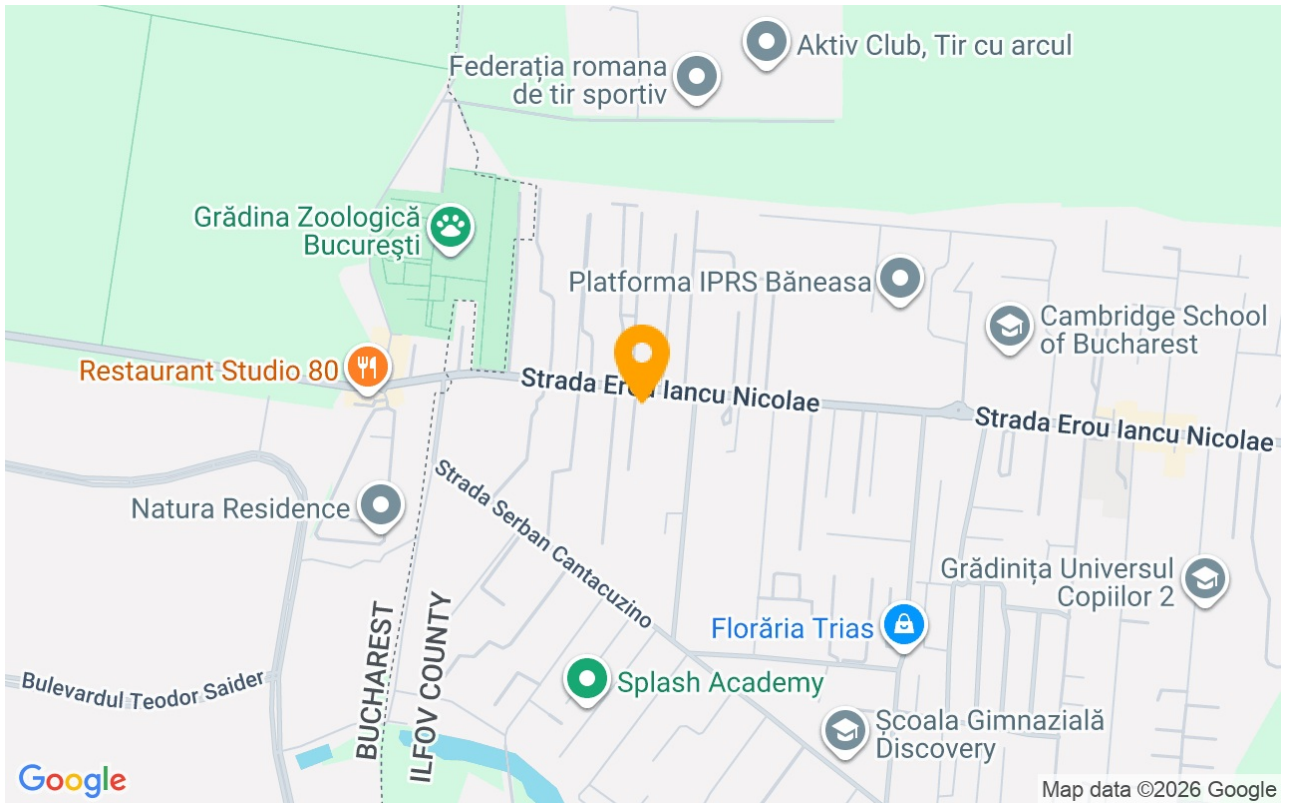 Aktiv Club, Tir cu arcul
Federația romana
de tir sportiv
Grădina Zoologică
București
Platforma IPRS Băneasa
Cambridge School
of Bucharest
Restaurant Studio 80
Strada Erou Iancu Nicolae
Strada Erou Iancu Nicolae
Natura Residence
Strada Serban Cantacuzino
Grădinița Universul
Copiilor 2
BUCHAREST
ILFOV COUNTY
Florăria Trias
Bulevardul Teodor Saider
Splash Academy
Școala Gimnazială
Discovery
Google
Map data ©2026 Google